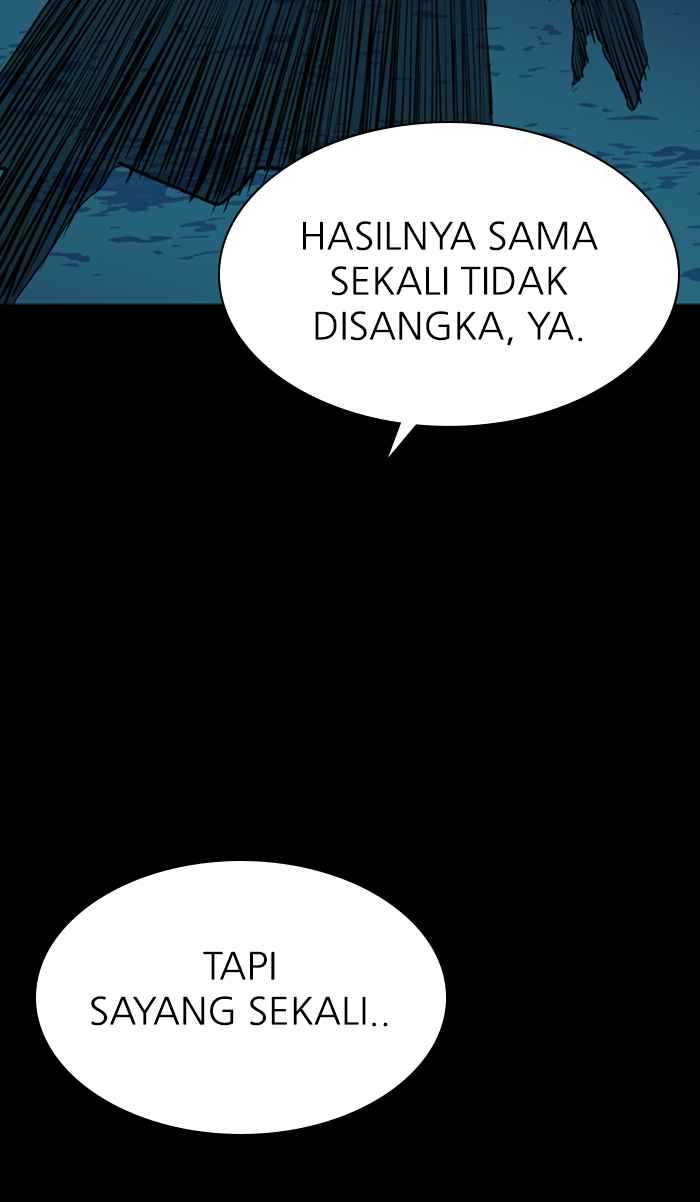 HASILNYA SAMA
SEKALI TIDAK
DISANGKA, YA.
TAPI
SAYANG SEKALI..